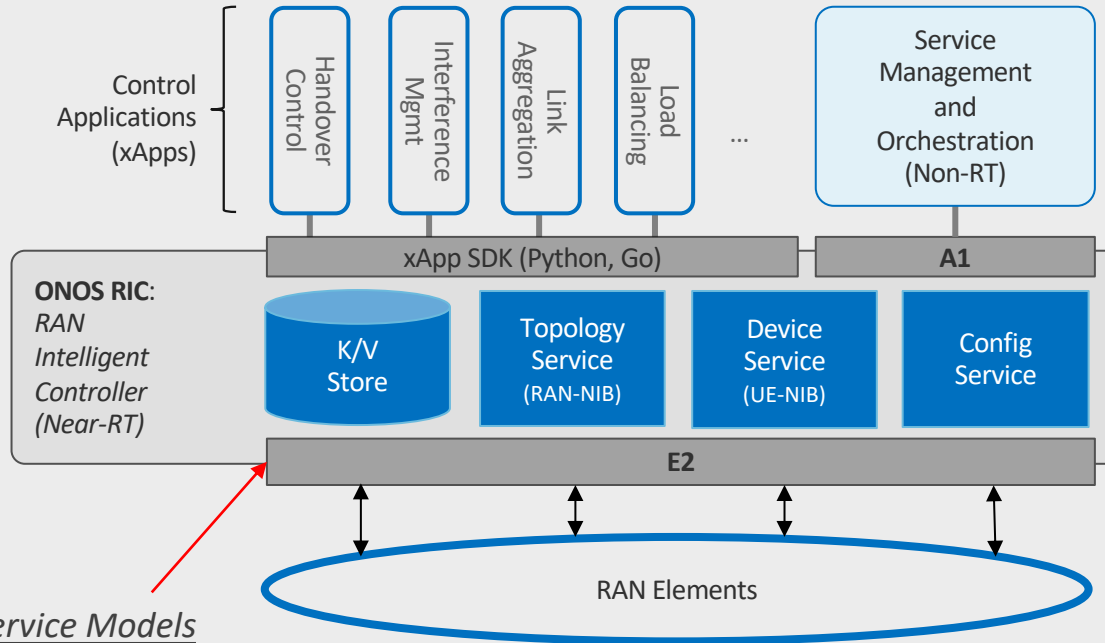 Control
Applications
(xApps)
Handover
Control
Interference
Mgmt
Link
Aggregation
Load
Balancing
...
Service
Management
and
Orchestration
(Non-RT)
xApp SDK (Python, Go)
A1
ONOS RIC:
RAN
Intelligent
Controller
(Near-RT)
K/V
Store
Topology
Service
(RAN-NIB)
Device
Service
(UE-NIB)
Config
Service
E2
RAN Elements
Models